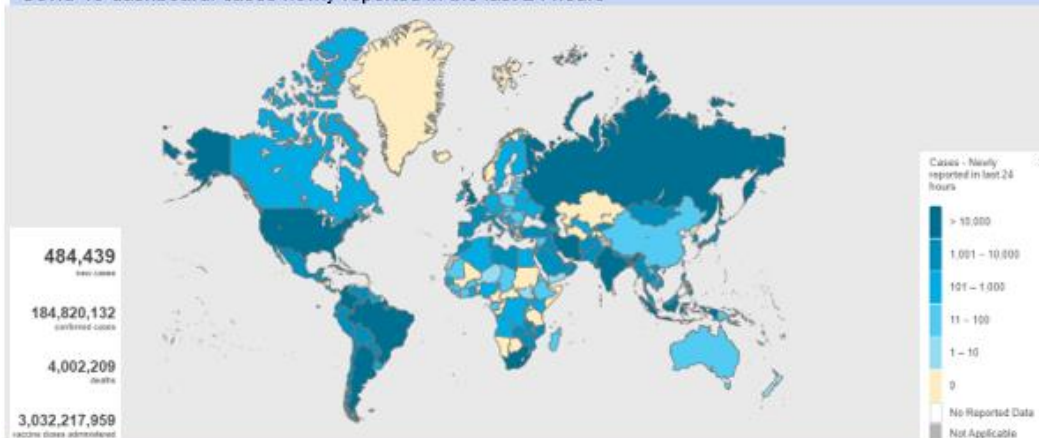 484,439
new cases
184,820,132
confirmed cases
4,002,209
deaths
3,032,217,959
vaccine doses administered
Cases - Newly
reported in last 24
hours
> 10,000
1,001 – 10,000
101 – 1,000
11 – 100
1 – 10
0
No Reported Data
Not Applicable